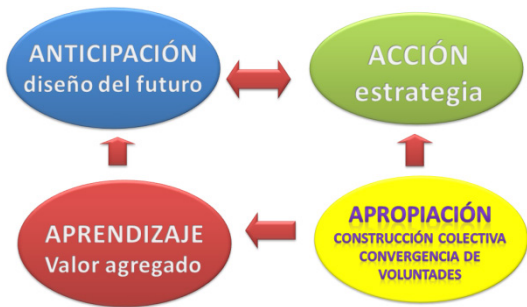 ANTICIPACIÓN
diseño del futuro
ACCIÓN
estrategia
APRENDIZAJE
Valor agregado
APROPIACIÓN
CONSTRUCCIÓN COLECTIVA
CONVERGENCIA DE
VOLUNTADES